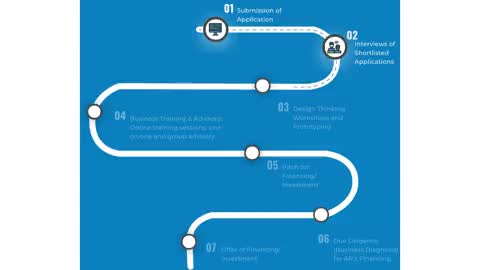 01 Submission of
Application
02
Interviews of
Shortlisted
Applications
03 Design Thinking
Workshops and
Prototyping
04 Business Training & Advisory:
Online training sessions, one
on one and group advisory
05 Pitch for
Financing/
Investment
06 Due Diligence
(Business Diagnosis)
for AR's Financing
07 Offer of Financing/
Investment